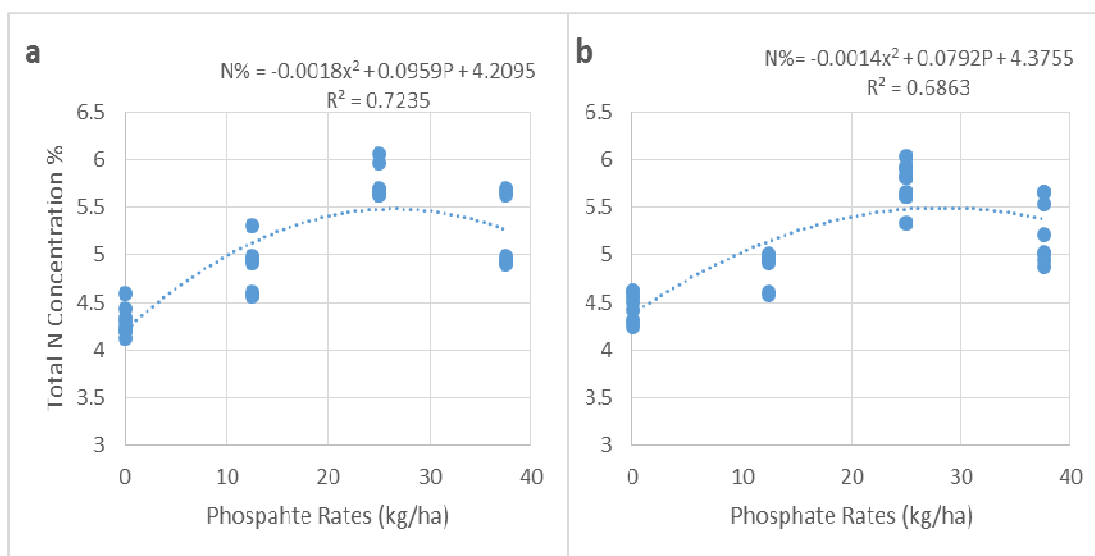 a
N% = -0.0018x² + 0.0959P + 4.2095
R² = 0.7235
6.5
6
5.5
5
4.5
4
3.5
3
0
10
20
30
40
Total N Concentration %
Phospahte Rates (kg/ha)
b
N%= -0.0014x² + 0.0792P + 4.3755
R² = 0.6863
6.5
6
5.5
5
4.5
4
3.5
3
0
10
20
30
40
Phosphate Rates (kg/ha)